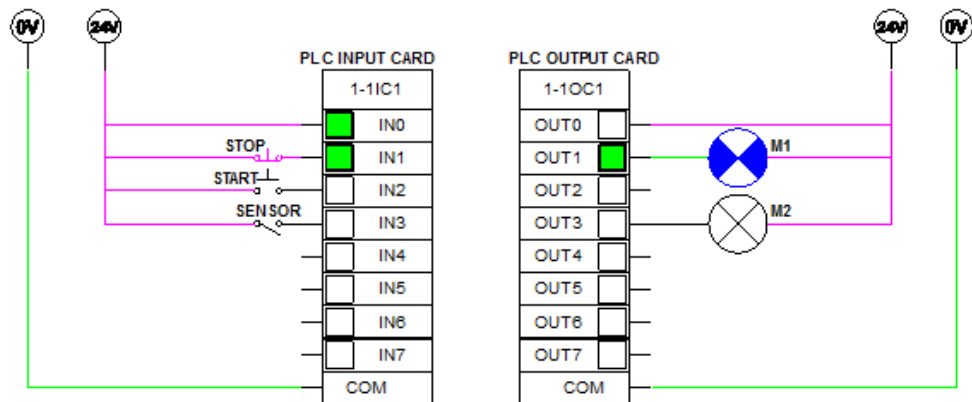 0V 24V 24V 0V
PLC INPUT CARD PLC OUTPUT CARD
1-1IC1 1-1OC1
IN0 OUT0
STOP IN1 OUT1 M1
START IN2 OUT2
SENSOR IN3 OUT3 M2
IN4 OUT4
IN5 OUT5
IN6 OUT6
IN7 OUT7
COM COM